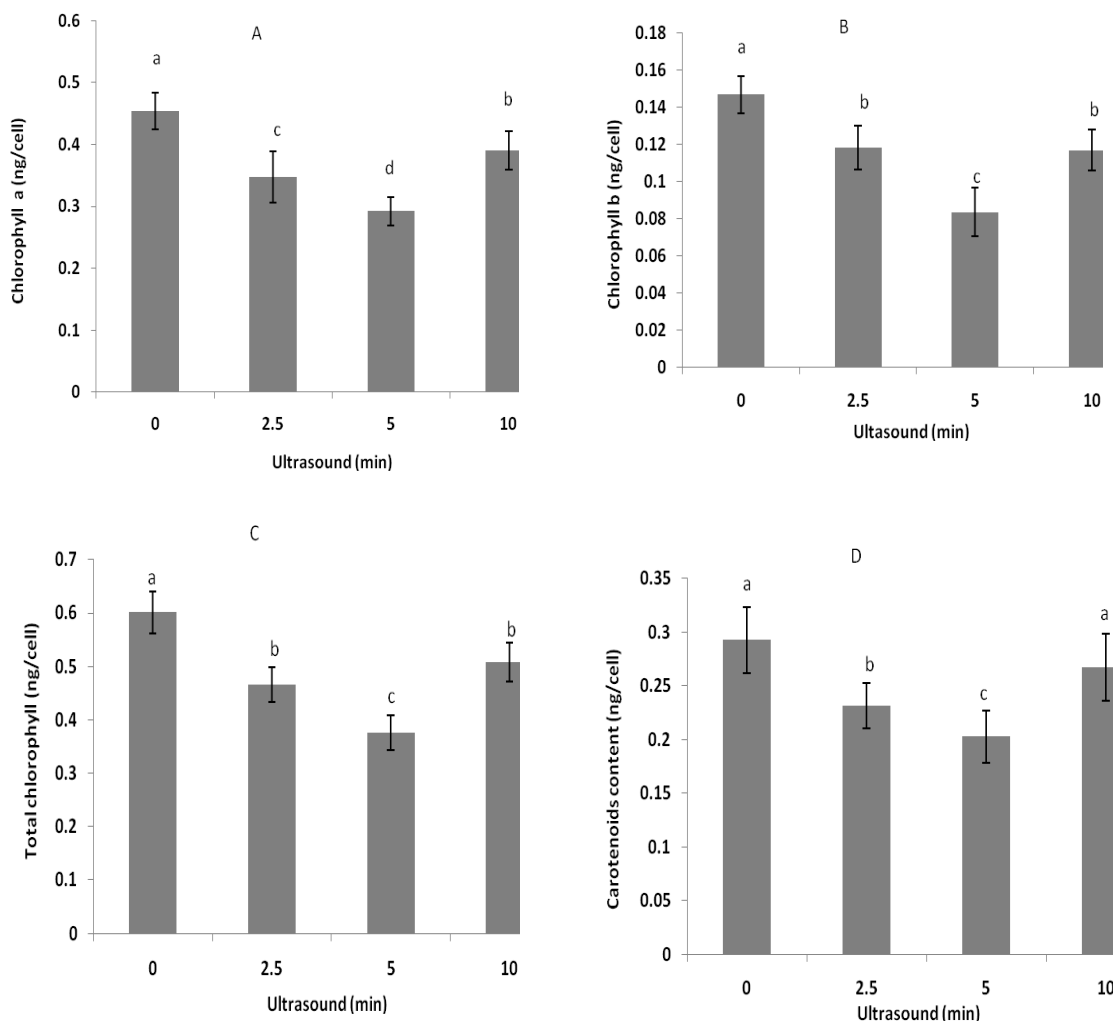 A
Chlorophyll a (ng/cell)
0.6
0.5
0.4
0.3
0.2
0.1
0
a
c
d
b
0 2.5 5 10
Ultrasound (min)
B
Chlorophyll b (ng/cell)
0.18
0.16
0.14
0.12
0.1
0.08
0.06
0.04
0.02
0
a
b
c
b
0 2.5 5 10
Ultasound (min)
C
Total chlorophyll (ng/cell)
0.7
0.6
0.5
0.4
0.3
0.2
0.1
0
a
b
c
b
0 2.5 5 10
Ultrasound (min)
D
Carotenoids content (ng/cell)
0.35
0.3
0.25
0.2
0.15
0.1
0.05
0
a
b
c
a
0 2.5 5 10
Ultrasound (min)